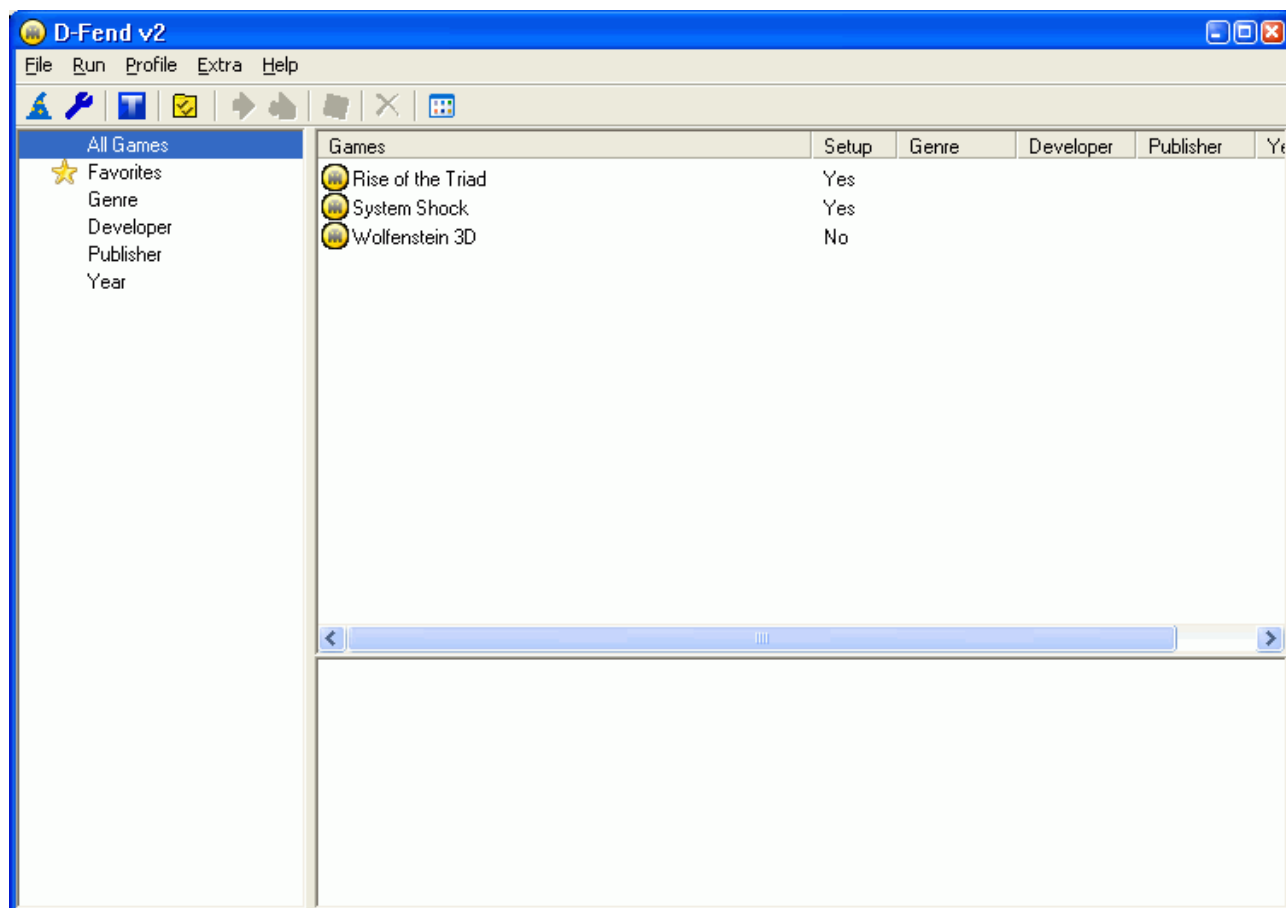 D-Fend v2
File Run Profile Extra Help
All Games
Favorites
Genre
Developer
Publisher
Year
Games Setup Genre Developer Publisher
Rise of the Triad Yes
System Shock Yes
Wolfenstein 3D No